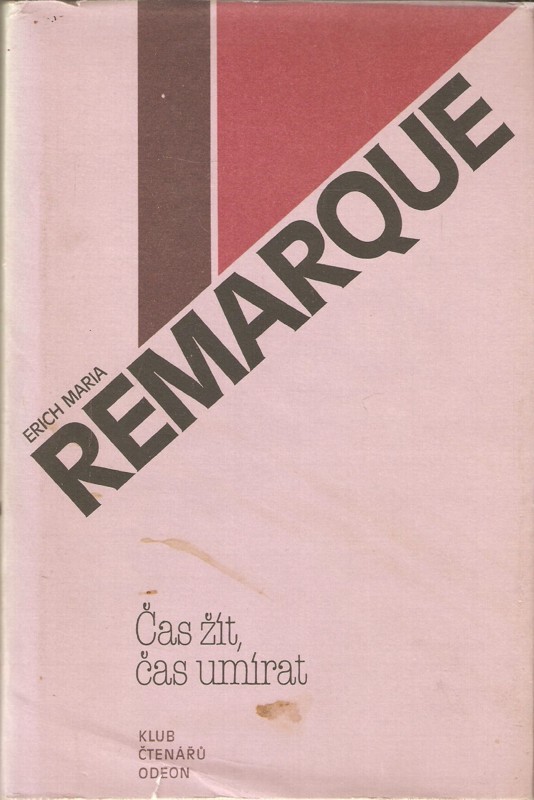 ERICH MARIA
REMARQUE
Čas žít,
čas umírat
KLUB
ČTENÁŘŮ
ODEON